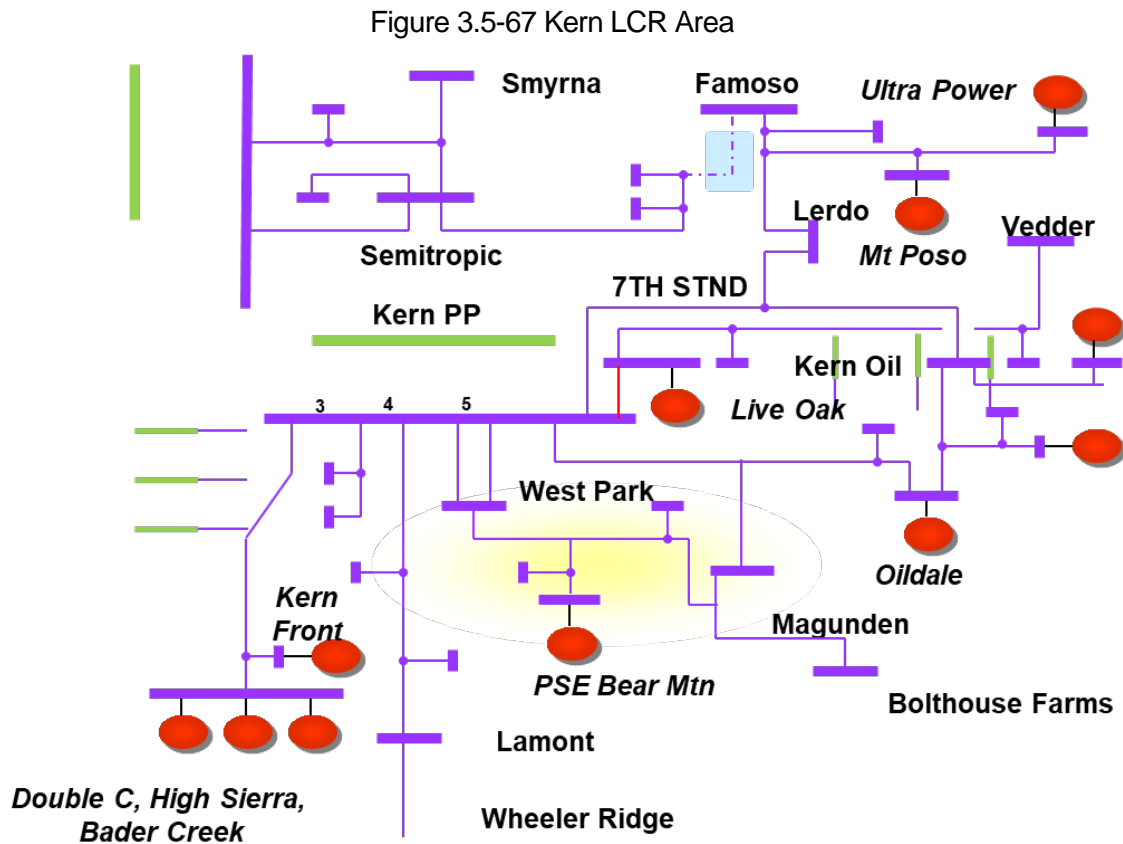 Figure 3.5-67 Kern LCR Area
Smyrna
Famoso
Ultra Power
Lerdo
Vedder
Semitropic
Mt Poso
7TH STND
Kern PP
Kern Oil
3 4 5
Live Oak
West Park
Oildale
Kern
Front
Magunden
PSE Bear Mtn
Bolthouse Farms
Lamont
Double C, High Sierra,
Bader Creek
Wheeler Ridge